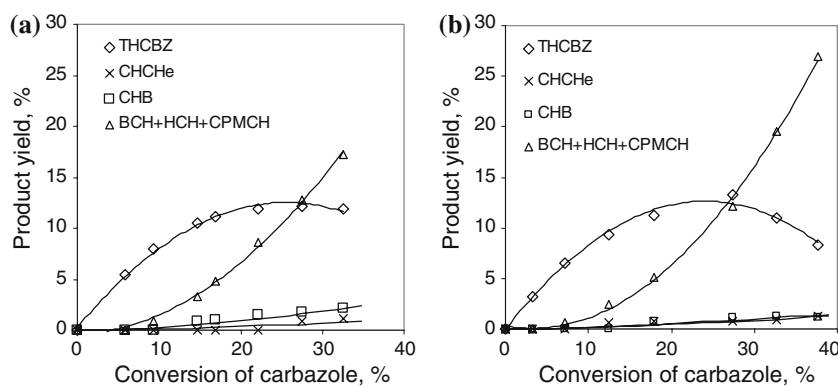 (a)
30
25
20
15
10
5
0
Product yield, %
THCBZ
CHCHe
CHB
BCH+HCH+CPMCH
0 10 20 30 40
Conversion of carbazole, %
(b)
30
25
20
15
10
5
0
Product yield, %
THCBZ
CHCHe
CHB
BCH+HCH+CPMCH
0 10 20 30 40
Conversion of carbazole, %